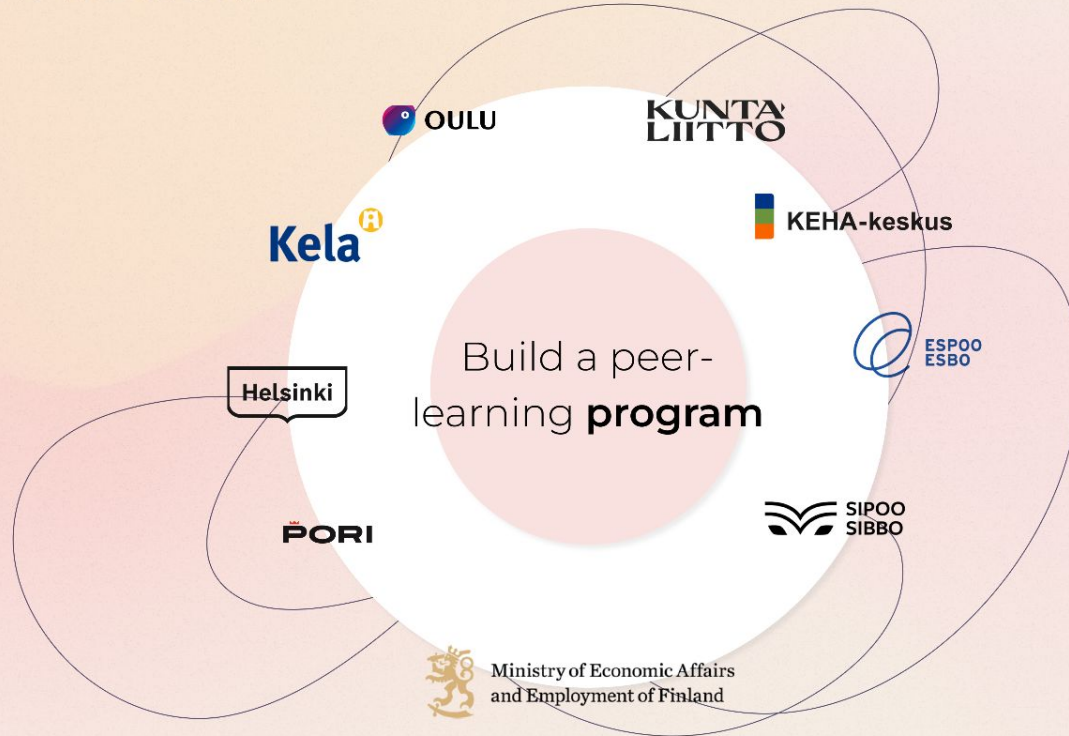 OULU
KUNTA
LIITTO
Kela
KEHA-keskus
ESPOO
ESBO
Build a peer-
learning program
Helsinki
SIPOO
SIBBO
PORI
Ministry of Economic Affairs
and Employment of Finland